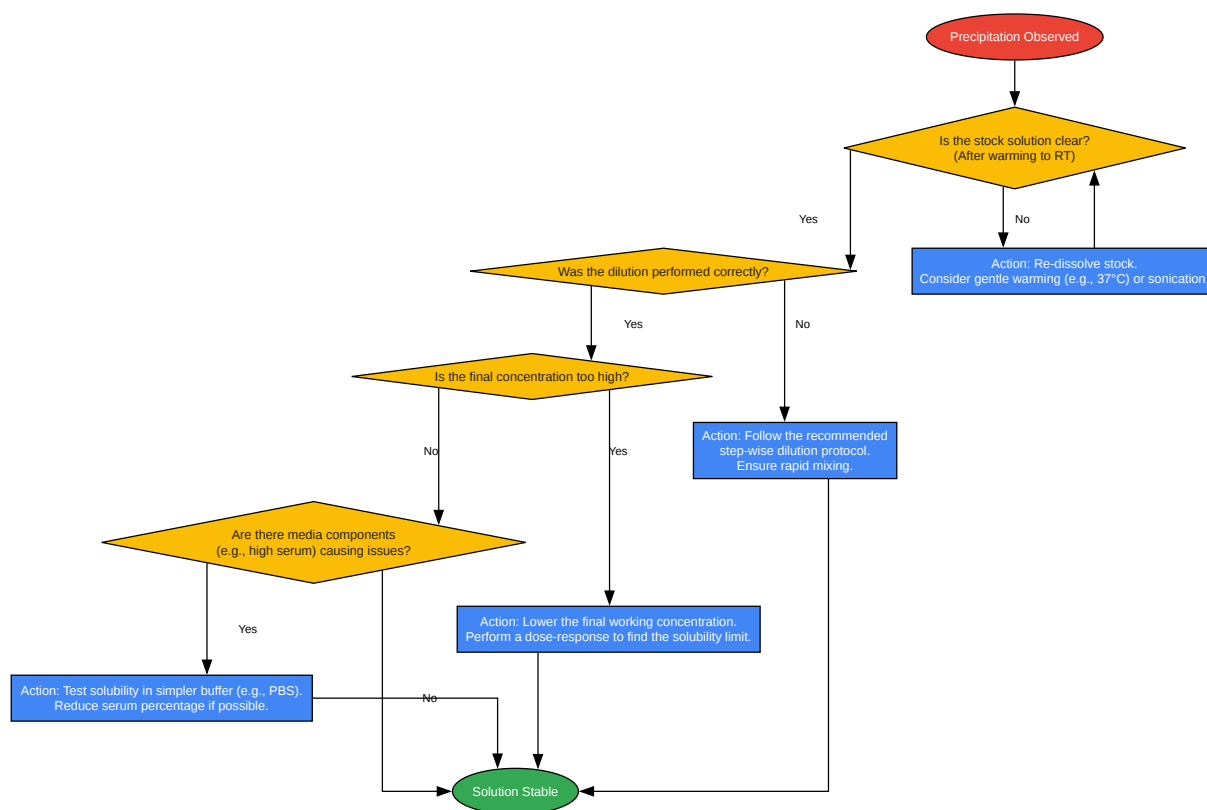 Precipitation Observed
Is the stock solution clear?
(After warming to RT)
Yes
No
Action: Re-dissolve stock.
Consider gentle warming (e.g., 37°C) or sonication.
Was the dilution performed correctly?
Yes
No
Is the final concentration too high?
Action: Follow the recommended
step-wise dilution protocol.
Ensure rapid mixing.
No
Yes
Are there media components
(e.g., high serum) causing issues?
Action: Lower the final working concentration.
Perform a dose-response to find the solubility limit.
Yes
Action: Test solubility in simpler buffer (e.g., PBS).
Reduce serum percentage if possible.
No
Solution Stable